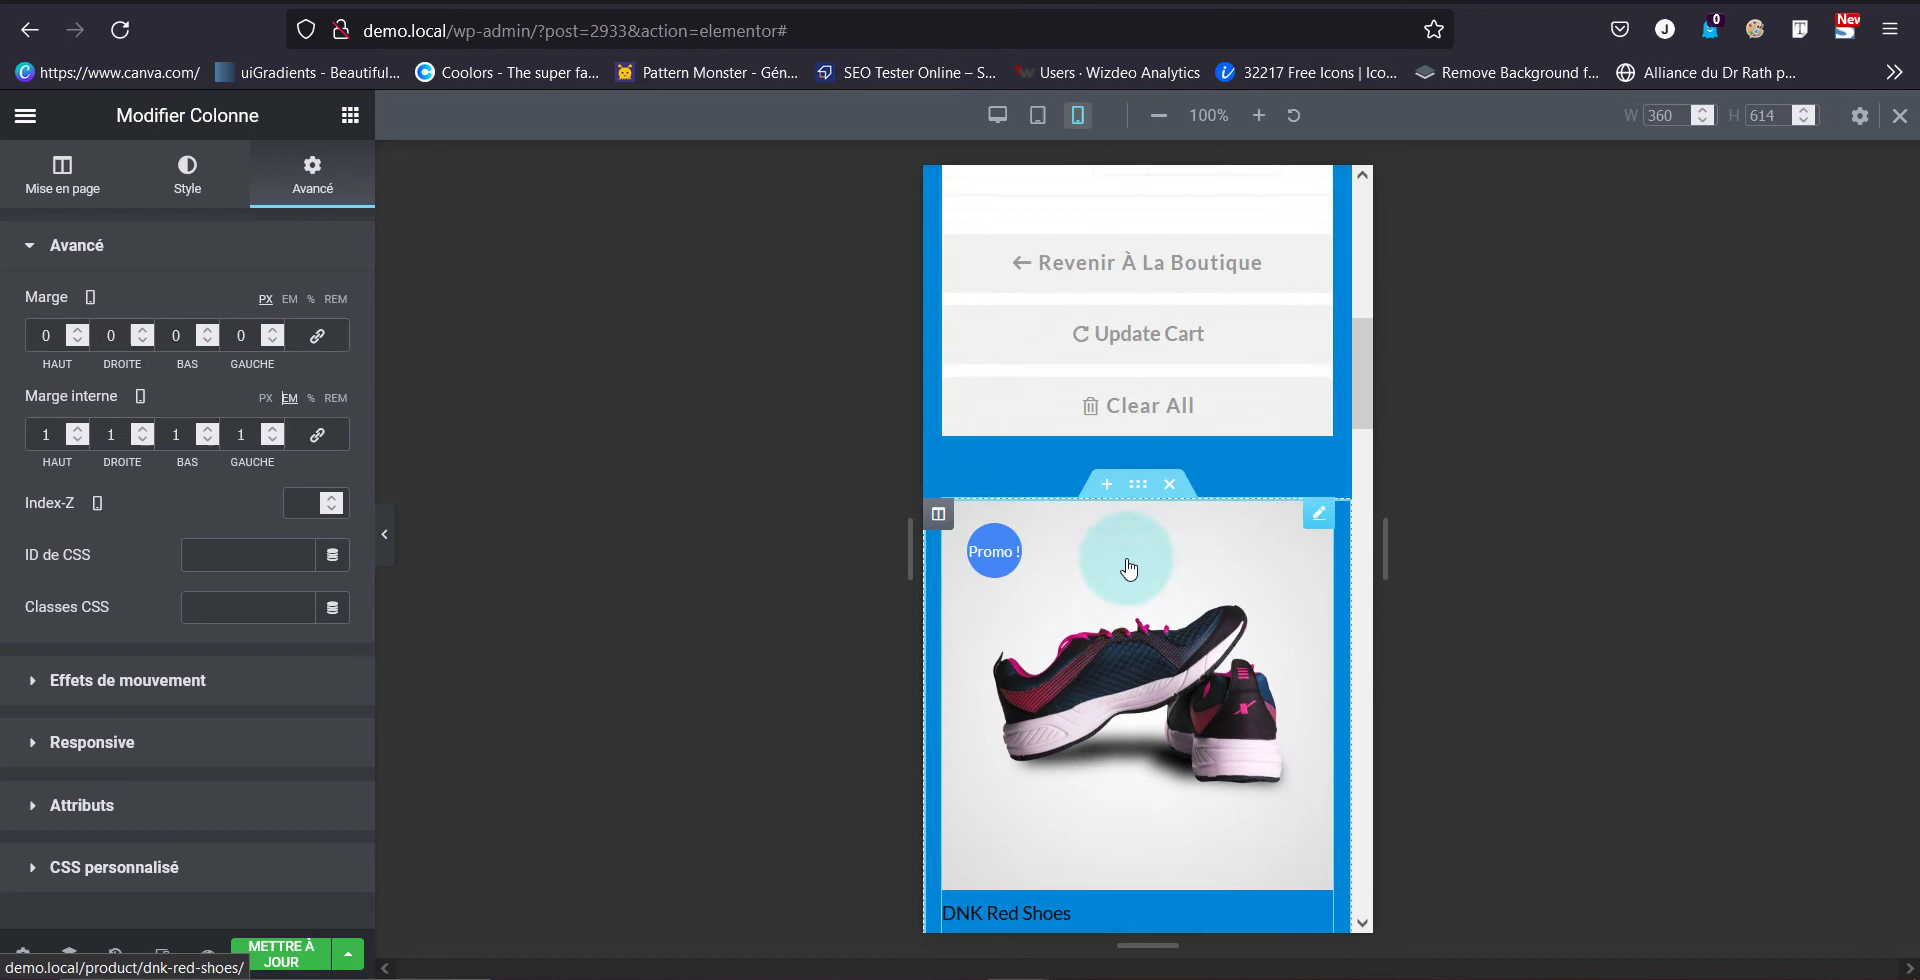 demo.local/wp-admin/?post=2933&action=elementor#
J
0
New
https://www.canva.com/
uiGradients - Beautiful...
Coolors - The super fa...
Pattern Monster - Gén...
SEO Tester Online – S...
Users · Wizdeo Analytics
32217 Free Icons | Ico...
Remove Background f...
Alliance du Dr Rath p...
Modifier Colonne
100%
W 360
H 614
Mise en page
Style
Avancé
Avancé
Marge
PX EM % REM
0 0 0 0
HAUT DROITE BAS GAUCHE
Marge interne
PX EM % REM
1 1 1 1
HAUT DROITE BAS GAUCHE
Index-Z
ID de CSS
Classes CSS
Effets de mouvement
Responsive
Attributs
CSS personnalisé
METTRE À
JOUR
demo.local/product/dnk-red-shoes/
Revenir À La Boutique
Update Cart
Clear All
Promo !
DNK Red Shoes